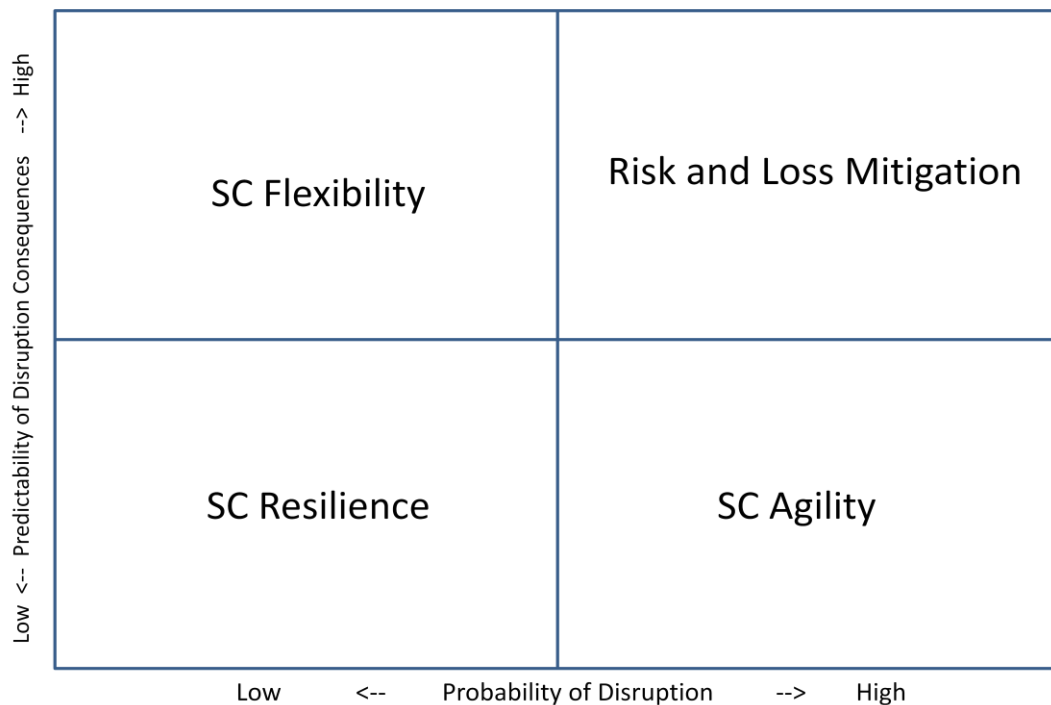 Low <-- Predictability of Disruption Consequences --> High
SC Flexibility
Risk and Loss Mitigation
SC Resilience
SC Agility
Low <-- Probability of Disruption --> High